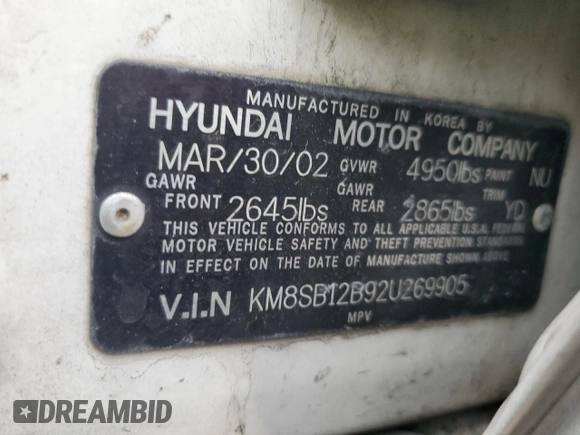 MANUFACTURED IN KOREA BY
HYUNDAI MOTOR COMPANY
MAR/30/02 GVWR 4950lbs PAINT NU
GAWR FRONT 2645lbs GAWR REAR 2865lbs TRIM YD
THIS VEHICLE CONFORMS TO ALL APPLICABLE U.S.A. FEDERAL
MOTOR VEHICLE SAFETY AND THEFT PREVENTION STANDARDS
IN EFFECT ON THE DATE OF MANUFACTURE SHOWN ABOVE
V.I.N KM8SB12B92U269905
MPV
DREAMBID